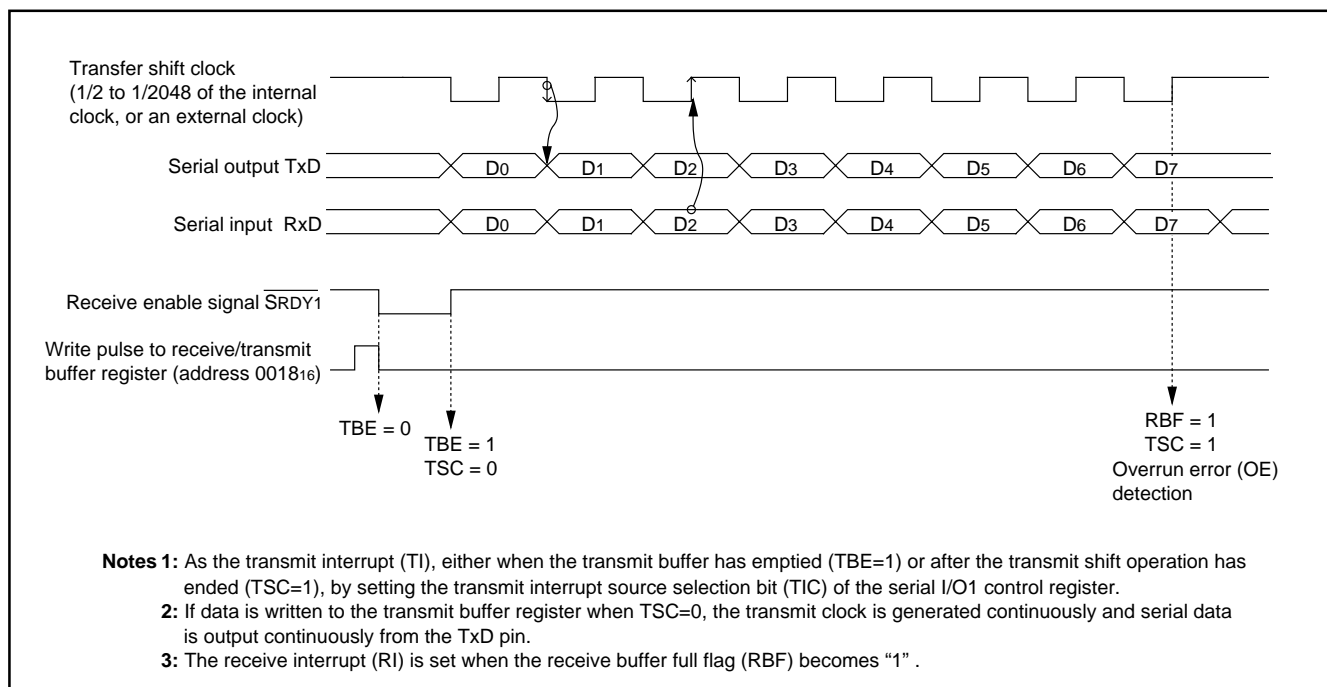 Transfer shift clock
(1/2 to 1/2048 of the internal
clock, or an external clock)
Serial output TxD
D0 D1 D2 D3 D4 D5 D6 D7
Serial input RxD
D0 D1 D2 D3 D4 D5 D6 D7
Receive enable signal SRDY1
Write pulse to receive/transmit
buffer register (address 001816)
TBE = 0
TBE = 1
TSC = 0
RBF = 1
TSC = 1
Overrun error (OE)
detection
Notes 1: As the transmit interrupt (TI), either when the transmit buffer has emptied (TBE=1) or after the transmit shift operation has
ended (TSC=1), by setting the transmit interrupt source selection bit (TIC) of the serial I/O1 control register.
2: If data is written to the transmit buffer register when TSC=0, the transmit clock is generated continuously and serial data
is output continuously from the TxD pin.
3: The receive interrupt (RI) is set when the receive buffer full flag (RBF) becomes “1” .